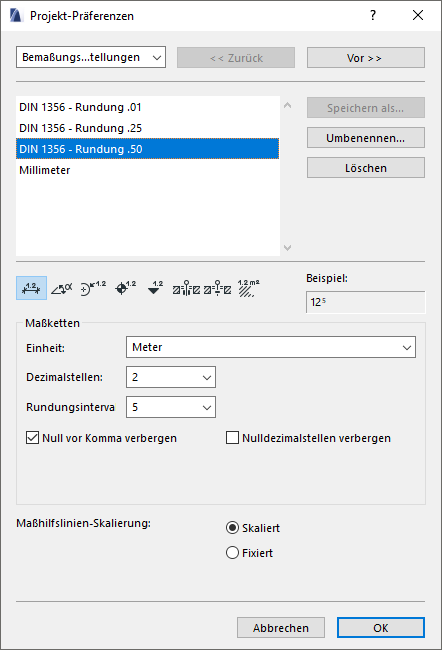 Projekt-Präferenzen
?
Bemaßungs...tellungen
<< Zurück
Vor >>
DIN 1356 - Rundung .01
DIN 1356 - Rundung .25
DIN 1356 - Rundung .50
Millimeter
Speichern als...
Umbenennen...
Löschen
1.2 α 1.2 1.2 1.2 1.2 m²
Beispiel:
12⁵
Maßketten
Einheit:
Meter
Dezimalstellen:
2
Rundungsinterva
5
Null vor Komma verbergen
Nulldezimalstellen verbergen
Maßhilfslinien-Skalierung:
Skaliert
Fixiert
Abbrechen
OK